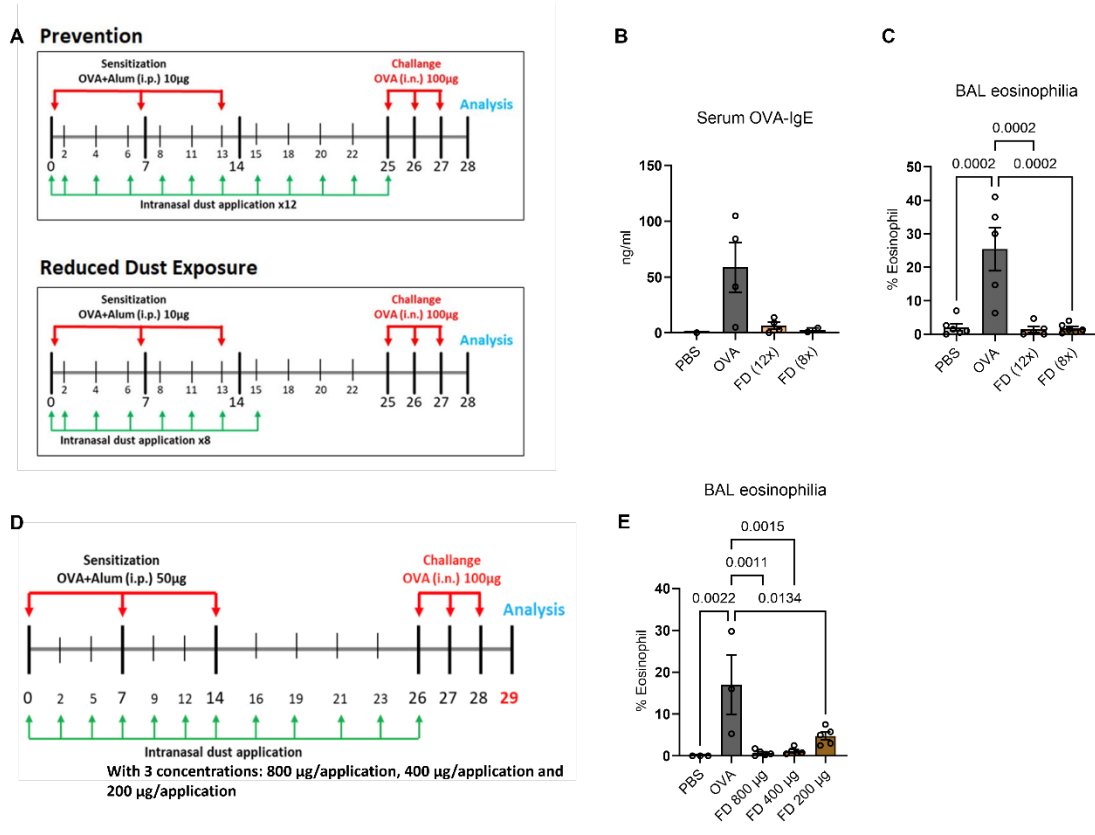 A
Prevention
Sensitization
OVA+Alum (i.p.) 10µg
Challange
OVA (i.n.) 100µg
Analysis
0 2 4 6 7 8 11 13 14 15 18 20 22 25 26 27 28
Intranasal dust application x12
Reduced Dust Exposure
Sensitization
OVA+Alum (i.p.) 10µg
Challange
OVA (i.n.) 100µg
Analysis
0 2 4 6 7 8 11 13 14 15 18 20 22 25 26 27 28
Intranasal dust application x8
B
Serum OVA-IgE
ng/ml
150
100
50
0
PBS
OVA
FD (12x)
FD (8x)
C
BAL eosinophilia
0.0002
0.0002 0.0002
% Eosinophil
50
40
30
20
10
0
PBS
OVA
FD (12x)
FD (8x)
D
Sensitization
OVA+Alum (i.p.) 50µg
Challange
OVA (i.n.) 100µg
Analysis
0 2 5 7 9 12 14 16 19 21 23 26 27 28 29
Intranasal dust application
With 3 concentrations: 800 µg/application, 400 µg/application and
200 µg/application
BAL eosinophilia
E
0.0015
0.0011
0.0022 0.0134
% Eosinophil
40
30
20
10
0
PBS
OVA
FD 800 µg
FD 400 µg
FD 200 µg